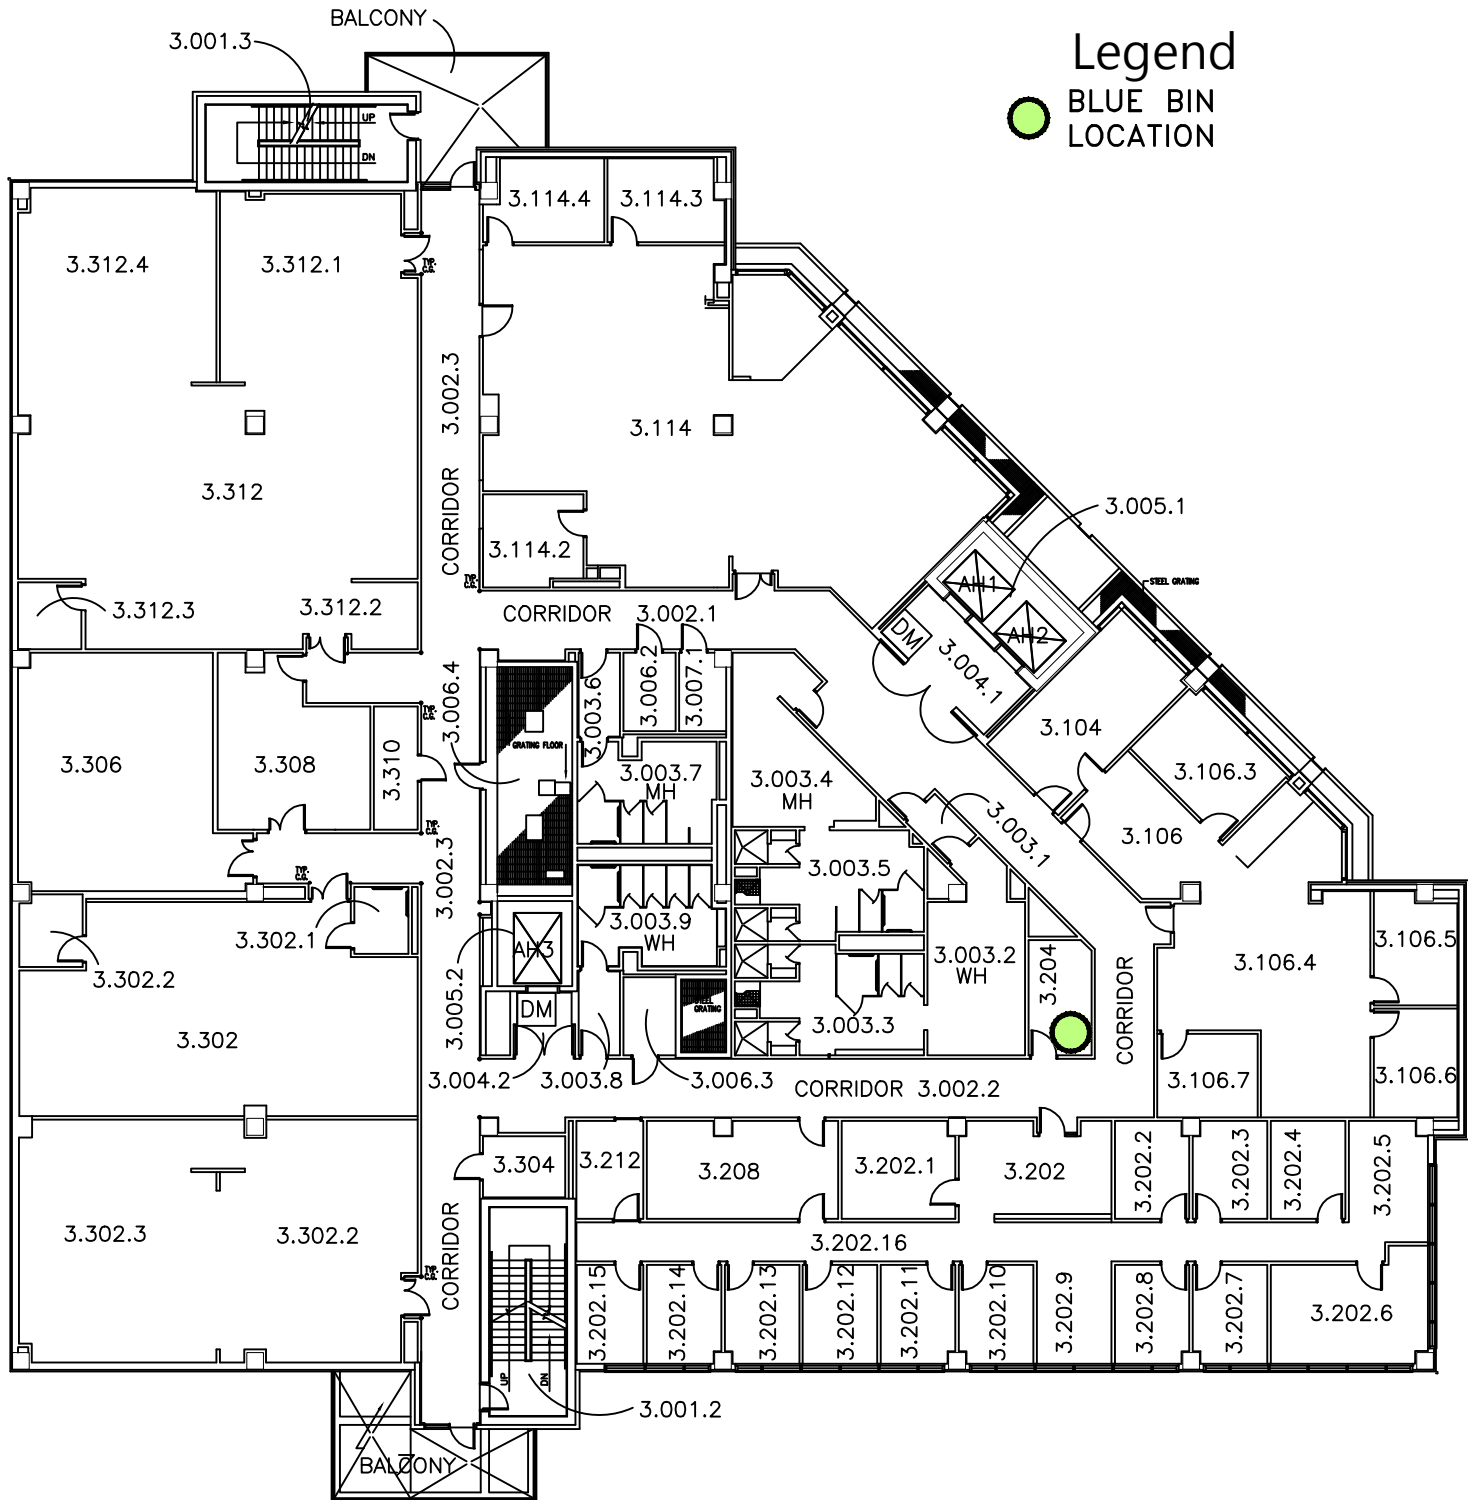 BALCONY
3.001.3
Legend
BLUE BIN
LOCATION
UP
DN
3.114.4
3.114.3
3.312.4
3.312.1
TYP.
C.G.
3.002.3
3.114
CORRIDOR
3.312
3.005.1
3.114.2
TYP.
C.G.
AH1
STEEL GRATING
3.312.3
3.312.2
CORRIDOR 3.002.1
DM
AH2
3.004.1
3.006.4
3.003.6
3.006.2
3.007.1
TYP.
C.G.
3.104
GRATING FLOOR
3.306
3.308
3.310
3.003.7
MH
3.003.4
MH
3.106.3
3.003.1
3.106
TYP.
C.G.
3.003.5
TYP.
C.G.
3.002.3
3.302.1
3.003.9
WH
AH3
3.003.2
WH
3.204
3.106.4
3.106.5
3.302.2
3.005.2
DM
STEEL
GRATING
3.003.3
CORRIDOR
3.302
3.004.2
3.003.8
3.006.3
CORRIDOR 3.002.2
3.106.7
3.106.6
3.304
3.212
3.208
3.202.1
3.202
3.202.2
3.202.3
3.202.4
3.202.5
3.302.3
3.302.2
CORRIDOR
3.202.16
TYP.
C.G.
3.202.15
3.202.14
3.202.13
3.202.12
3.202.11
3.202.10
3.202.9
3.202.8
3.202.7
3.202.6
UP
DN
3.001.2
BALCONY